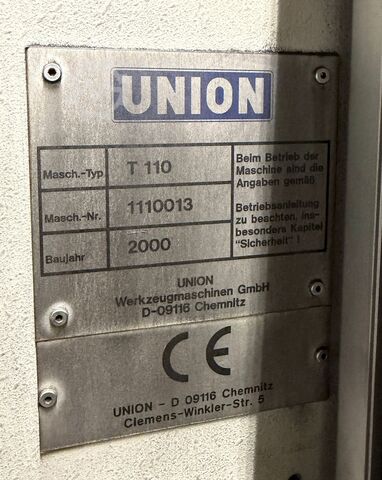 UNION
Masch.-Typ T 110
Masch.-Nr. 1110013
Baujahr 2000
Beim Betrieb der
Maschine sind die
Angaben gemäß
Betriebsanleitung
zu beachten, ins-
besonders Kapitel
"Sicherheit" !
UNION
Werkzeugmaschinen GmbH
D-09116 Chemnitz
CE
UNION - D 09116 Chemnitz
Clemens-Winkler-Str. 5